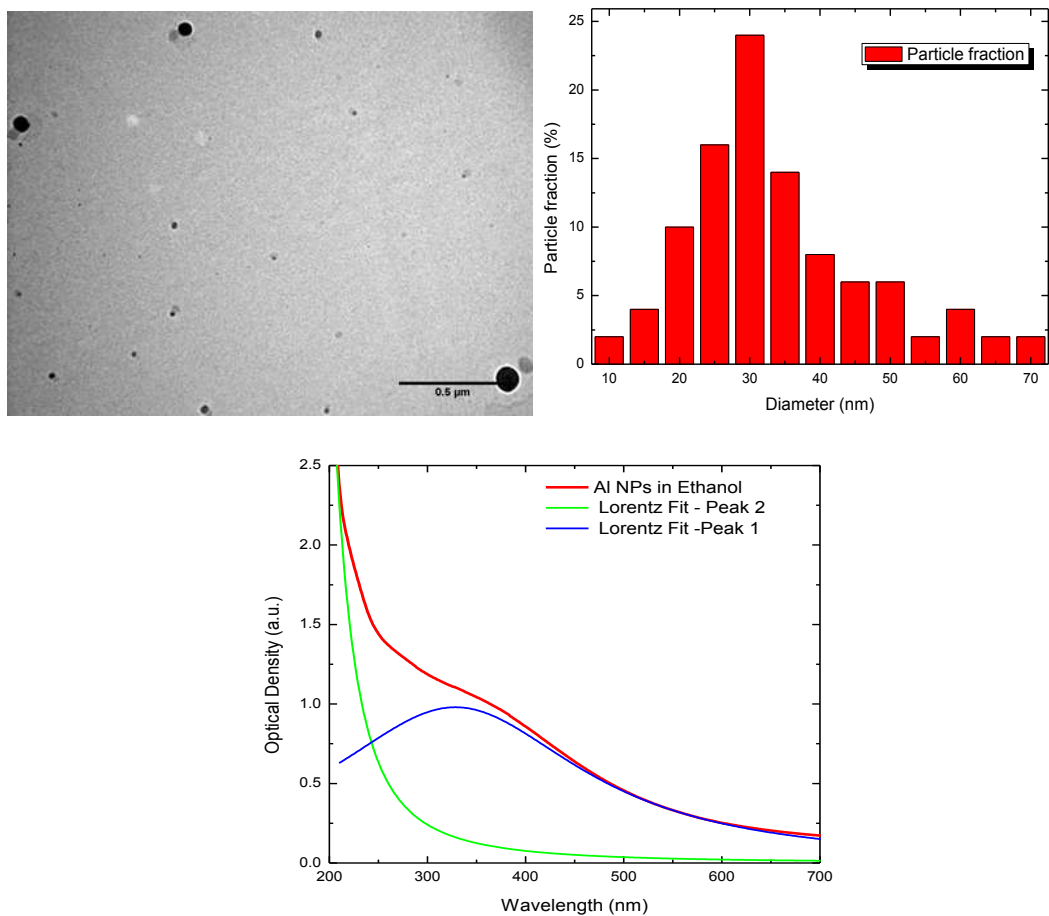 0.5 µm
Particle fraction
Particle fraction (%)
25
20
15
10
5
0
10 20 30 40 50 60 70
Diameter (nm)
Al NPs in Ethanol
Lorentz Fit - Peak 2
Lorentz Fit -Peak 1
Optical Density (a.u.)
2.5
2.0
1.5
1.0
0.5
0.0
200 300 400 500 600 700
Wavelength (nm)